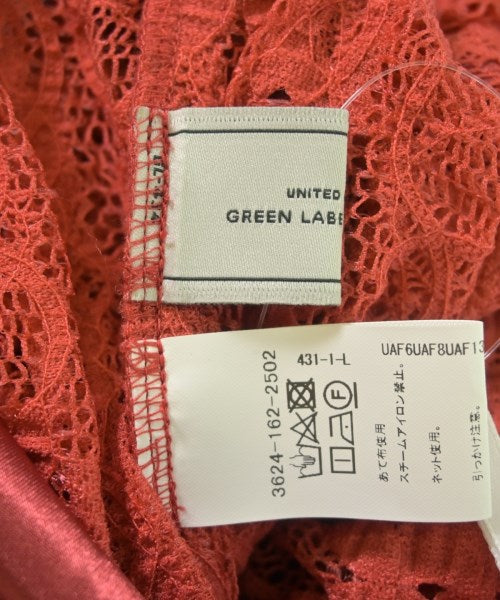 UNITED
GREEN LABE
431-1-L
UAF6UAF8UAF13
3624-162-2502
あて布使用
スチームアイロン禁止。
ネット使用。
引っかけ注意。